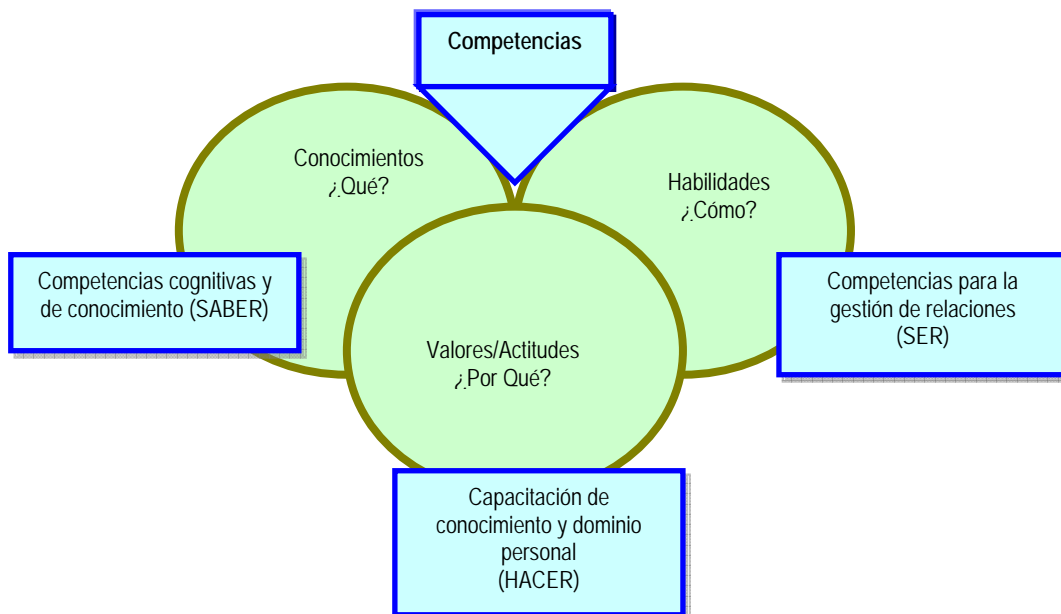 Competencias
Conocimientos
¿Qué?
Habilidades
¿Cómo?
Competencias cognitivas y
de conocimiento (SABER)
Competencias para la
gestión de relaciones
(SER)
Valores/Actitudes
¿Por Qué?
Capacitación de
conocimiento y dominio
personal
(HACER)